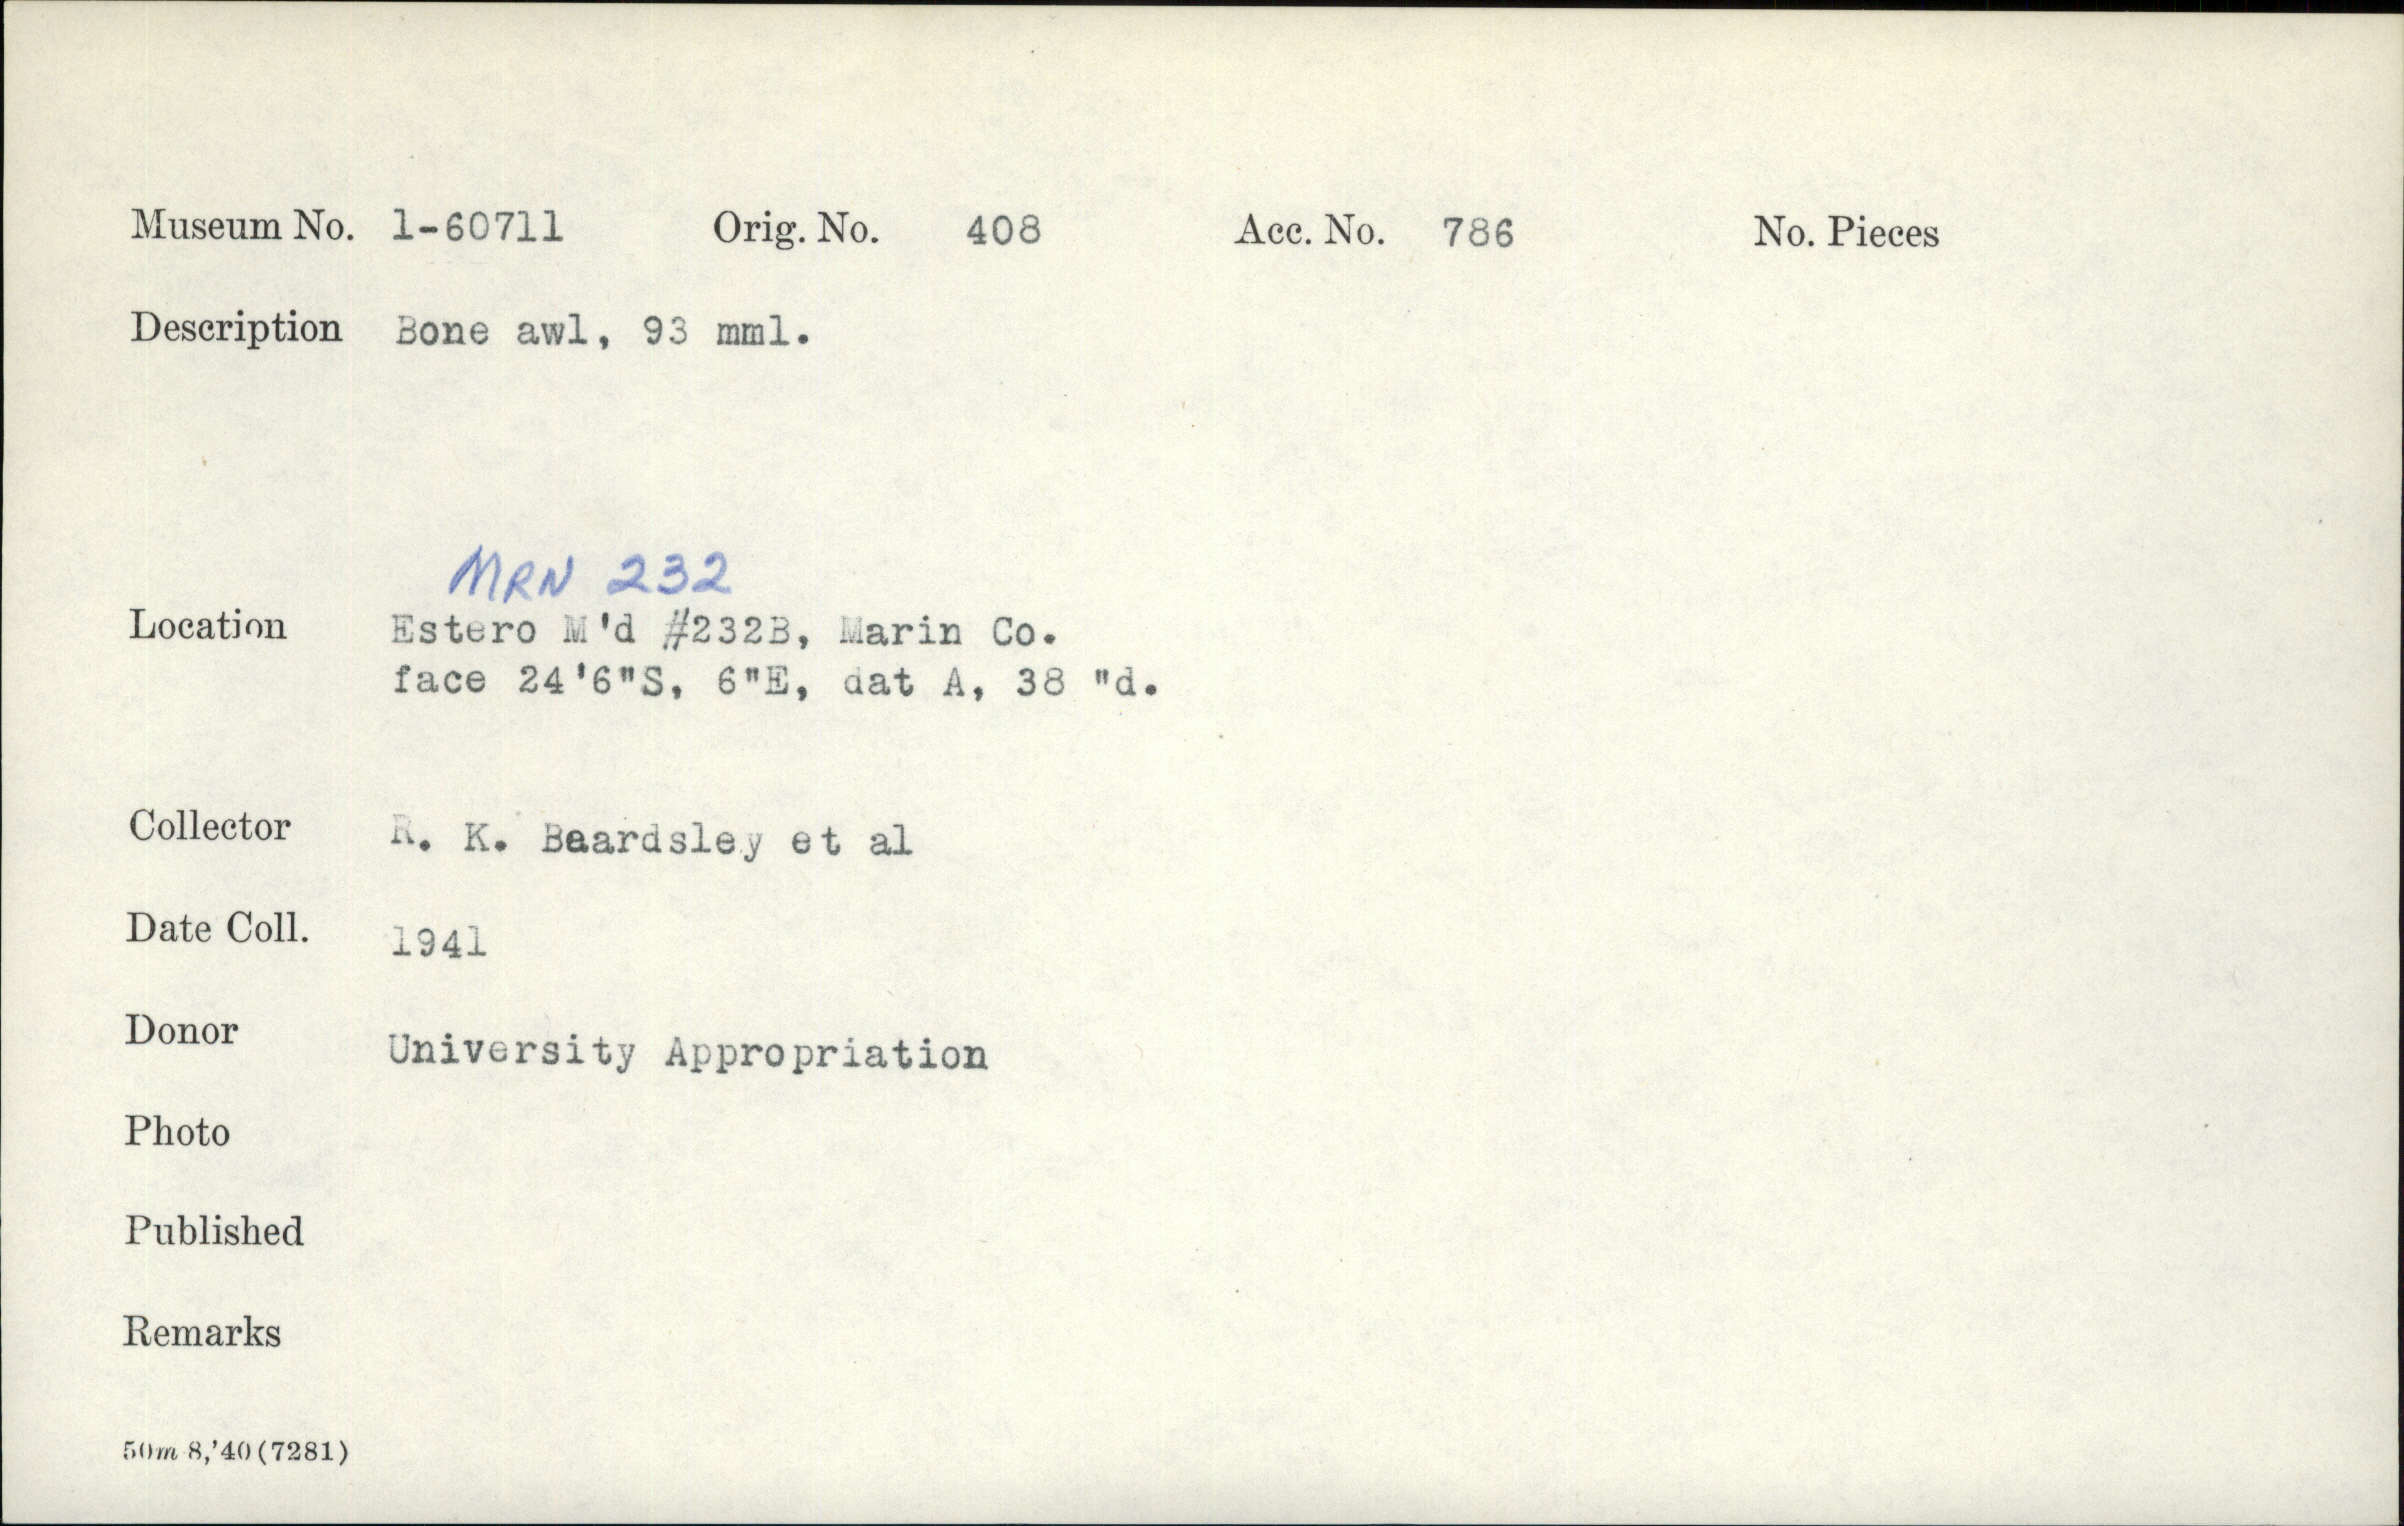 Museum No. 1-60711 Orig. No. 408 Acc. No. 786 No. Pieces
Description Bone awl, 93 mml.
MRN 232
Location Estero M'd #232B, Marin Co.
face 24'6"S, 6"E, dat A, 38 "d.
Collector R. K. Beardsley et al
Date Coll. 1941
Donor University Appropriation
Photo
Published
Remarks
50m 8,'40(7281)